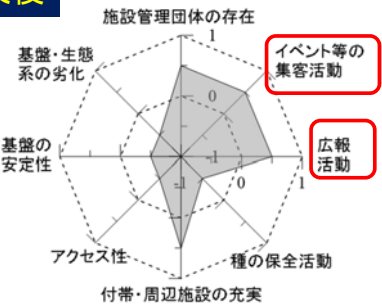 施設管理団体の存在
イベント等の
集客活動
広報
活動
種の保全活動
付帯・周辺施設の充実
アクセス性
基盤の
安定性
基盤・生態
系の劣化
1
0
-1
-1
0
1